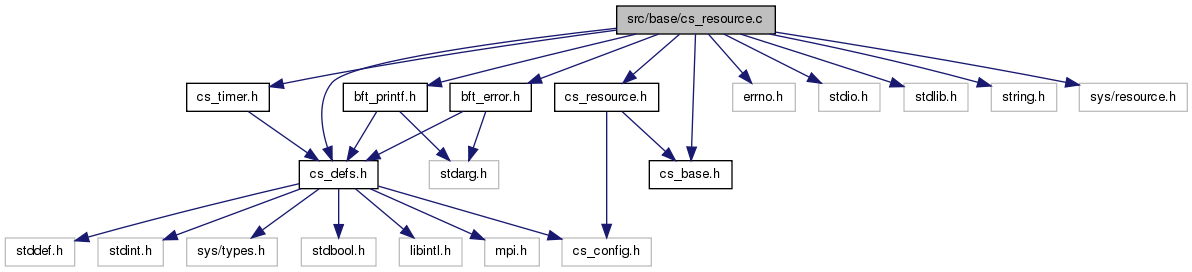 src/base/cs_resource.c
cs_timer.h
bft_printf.h
bft_error.h
cs_resource.h
errno.h
stdio.h
stdlib.h
string.h
sys/resource.h
cs_defs.h
stdarg.h
cs_base.h
stddef.h
stdint.h
sys/types.h
stdbool.h
libintl.h
mpi.h
cs_config.h